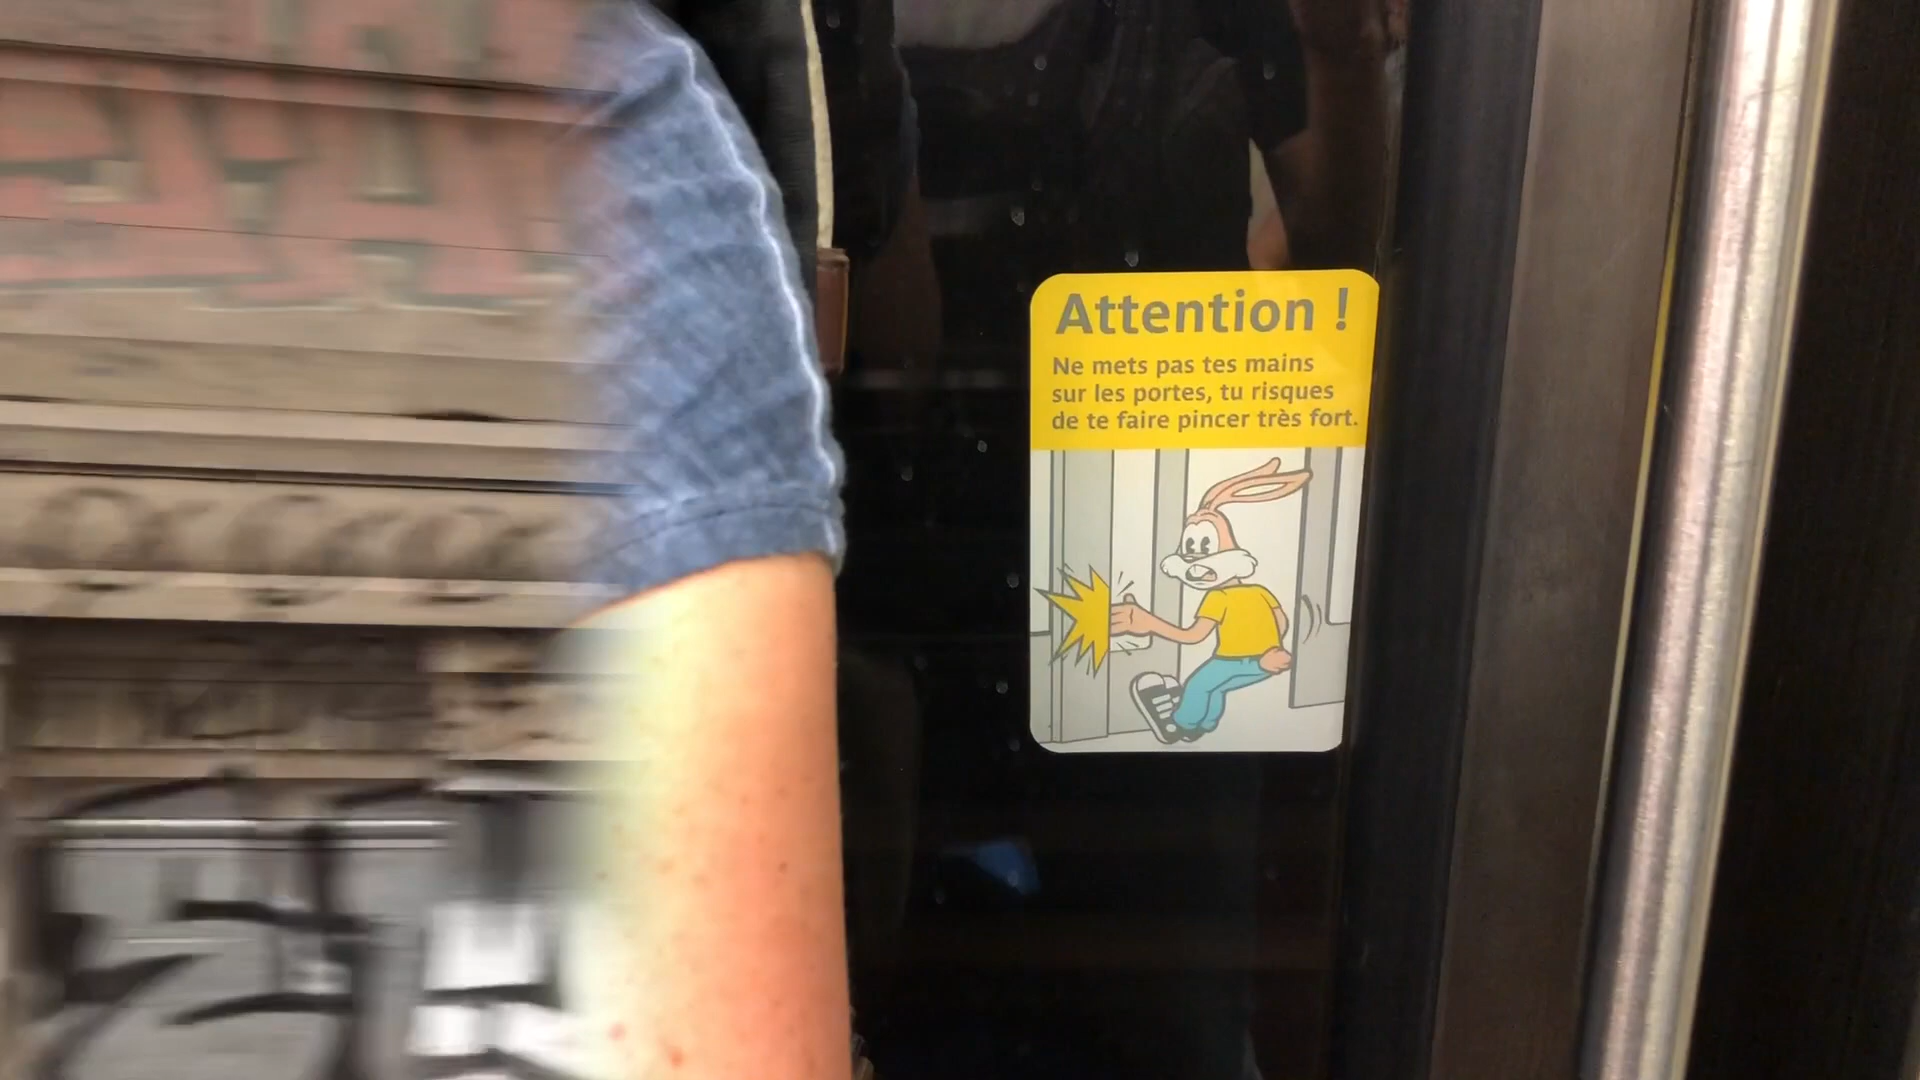 Attention !
Ne mets pas tes mains
sur les portes, tu risques
de te faire pincer très fort.